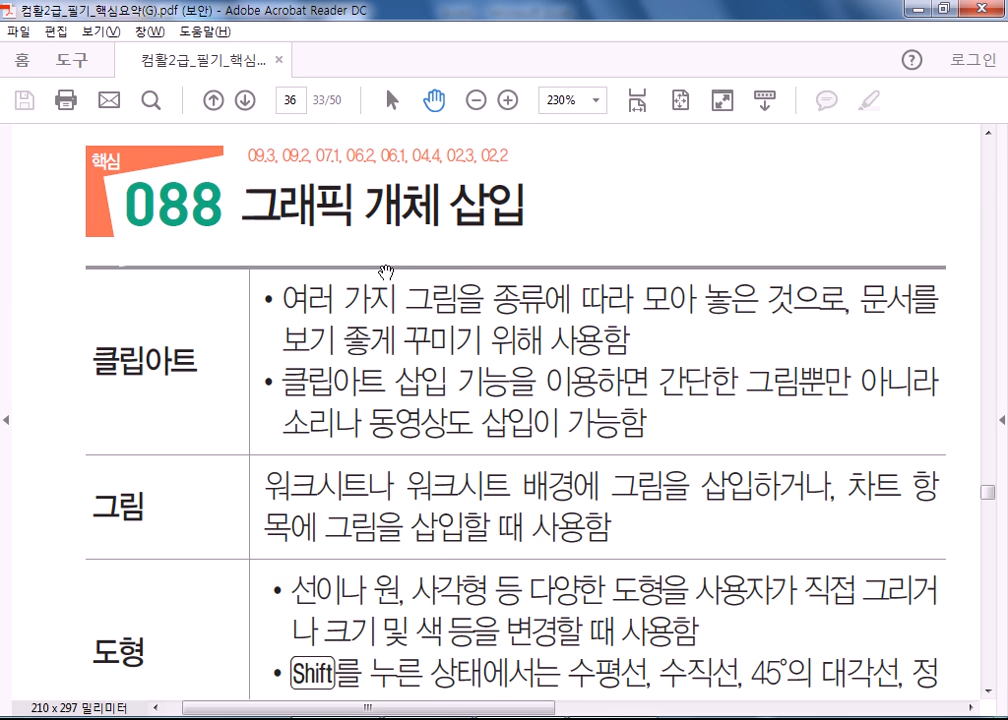 컴활2급_필기_핵심요약(G).pdf (보안) - Adobe Acrobat Reader DC
파일 편집 보기(V) 창(W) 도움말(H)
홈 도구 컴활2급_필기_핵심... × 로그인
36 33/50 230%
핵심 088 09.3, 09.2, 07.1, 06.2, 06.1, 04.4, 02.3, 02.2
그래픽 개체 삽입
클립아트
• 여러 가지 그림을 종류에 따라 모아 놓은 것으로, 문서를
보기 좋게 꾸미기 위해 사용함
• 클립아트 삽입 기능을 이용하면 간단한 그림뿐만 아니라
소리나 동영상도 삽입이 가능함
그림
워크시트나 워크시트 배경에 그림을 삽입하거나, 차트 항
목에 그림을 삽입할 때 사용함
도형
• 선이나 원, 사각형 등 다양한 도형을 사용자가 직접 그리거
나 크기 및 색 등을 변경할 때 사용함
• Shift를 누른 상태에서는 수평선, 수직선, 45°의 대각선, 정
210 x 297 밀리미터